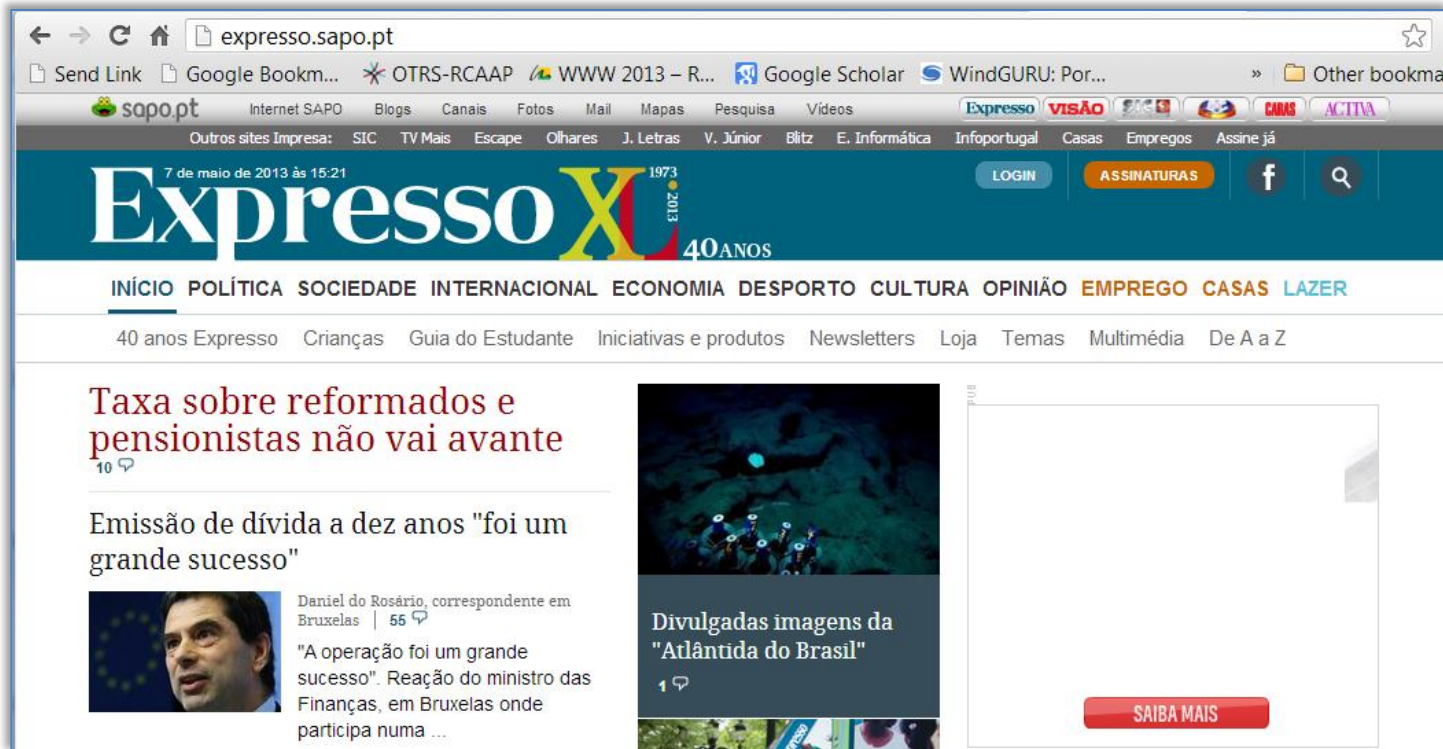 expresso.sapo.pt
Send Link Google Bookm... OTRS-RCAAP WWW 2013 – R... Google Scholar WindGURU: Por... » Other bookma
sapo.pt Internet SAPO Blogs Canais Fotos Mail Mapas Pesquisa Vídeos Expresso VISÃO SIC CARAS ACTIVA
Outros sites Impresa: SIC TV Mais Escape Olhares J. Letras V. Júnior Blitz E. Informática Infoportugal Casas Empregos Assine já
7 de maio de 2013 às 15:21
Expresso XL 1973 2013
40 ANOS
LOGIN ASSINATURAS f
INÍCIO POLÍTICA SOCIEDADE INTERNACIONAL ECONOMIA DESPORTO CULTURA OPINIÃO EMPREGO CASAS LAZER
40 anos Expresso Crianças Guia do Estudante Iniciativas e produtos Newsletters Loja Temas Multimédia De A a Z
Taxa sobre reformados e
pensionistas não vai avante
10
Emissão de dívida a dez anos "foi um
grande sucesso"
Daniel do Rosário, correspondente em
Bruxelas | 55
"A operação foi um grande
sucesso". Reação do ministro das
Finanças, em Bruxelas onde
participa numa ...
Divulgadas imagens da
"Atlântida do Brasil"
1
Expresso
PUB
SAIBA MAIS